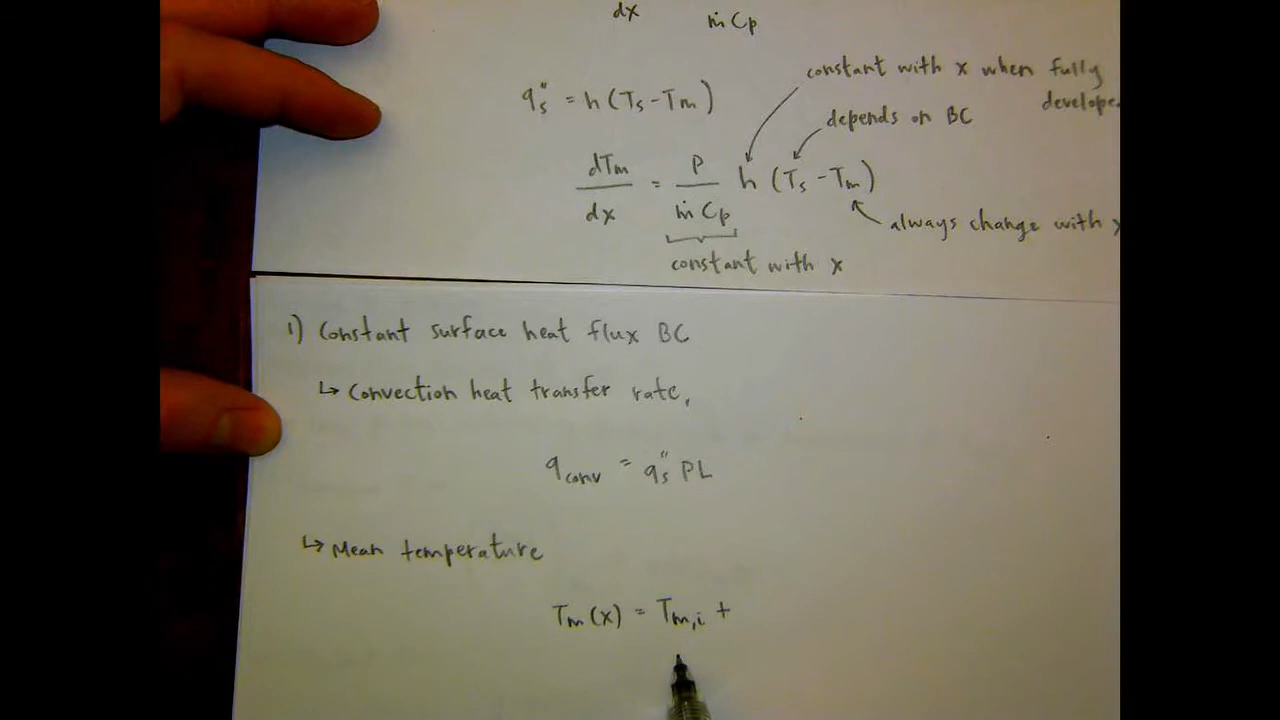 dx ṁ Cp
constant with x when fully
develope
q"s = h (Ts - Tm)
depends on BC
dTm/dx = P/ṁ Cp h (Ts - Tm)
always change with x
constant with x
1) Constant surface heat flux BC
↳ Convection heat transfer rate,
qconv = q"s PL
↳ Mean temperature
Tm(x) = Tm,i +